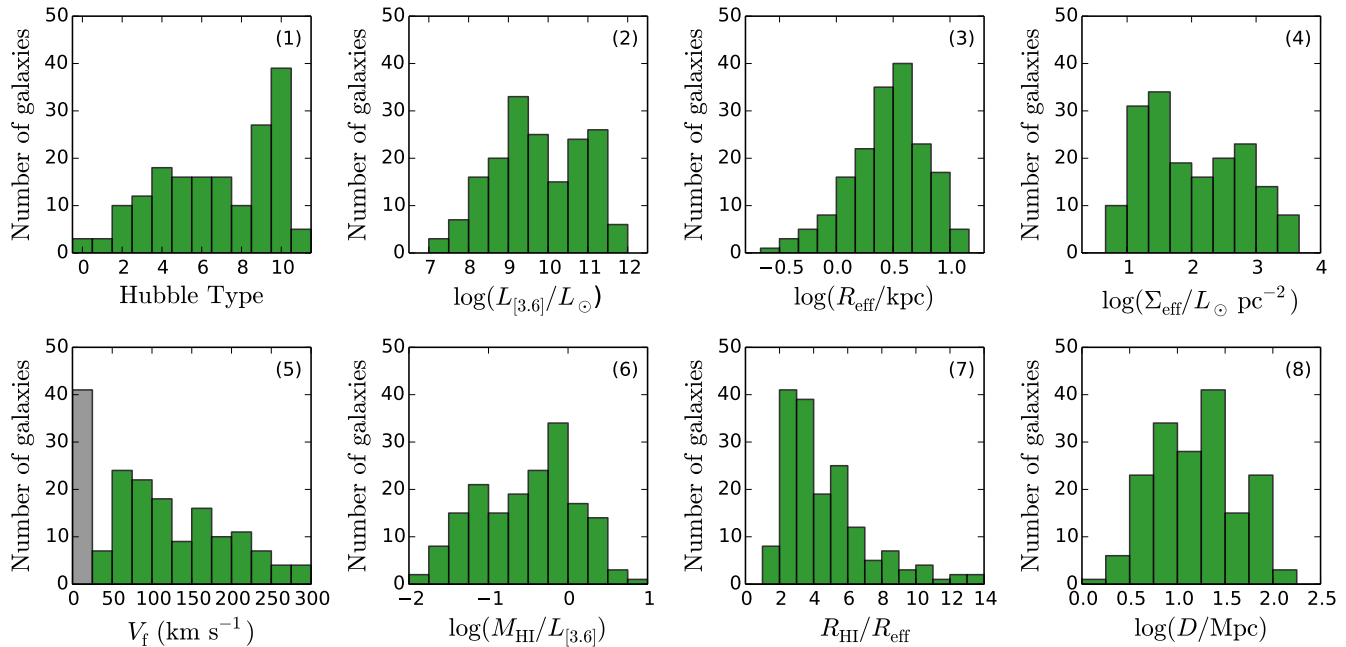 50
40
30
20
10
0
Number of galaxies
(1)
0 2 4 6 8 10
Hubble Type
50
40
30
20
10
0
Number of galaxies
(2)
7 8 9 10 11 12
log(L[3.6]/L⊙)
50
40
30
20
10
0
Number of galaxies
(3)
−0.5 0.0 0.5 1.0
log(Reff/kpc)
50
40
30
20
10
0
Number of galaxies
(4)
1 2 3 4
log(Σeff/L⊙ pc−2)
50
40
30
20
10
0
Number of galaxies
(5)
0 50 100 150 200 250 300
Vf (km s−1)
50
40
30
20
10
0
Number of galaxies
(6)
−2 −1 0 1
log(MHI/L[3.6])
50
40
30
20
10
0
Number of galaxies
(7)
0 2 4 6 8 10 12 14
RHI/Reff
50
40
30
20
10
0
Number of galaxies
(8)
0.0 0.5 1.0 1.5 2.0 2.5
log(D/Mpc)